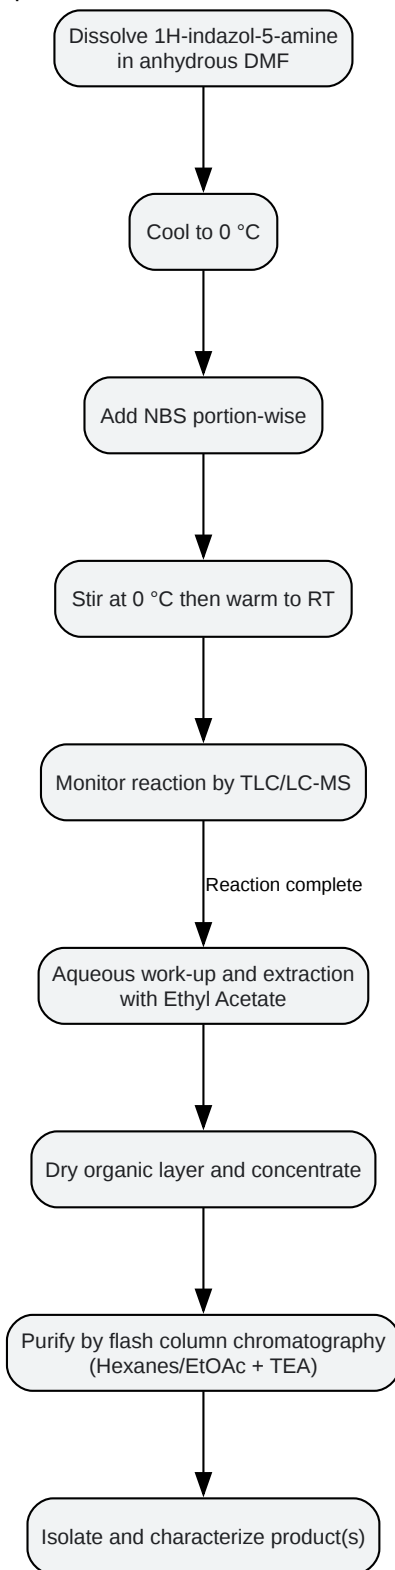 Dissolve 1H-indazol-5-amine
in anhydrous DMF
Cool to 0 °C
Add NBS portion-wise
Stir at 0 °C then warm to RT
Monitor reaction by TLC/LC-MS
Reaction complete
Aqueous work-up and extraction
with Ethyl Acetate
Dry organic layer and concentrate
Purify by flash column chromatography
(Hexanes/EtOAc + TEA)
Isolate and characterize product(s)